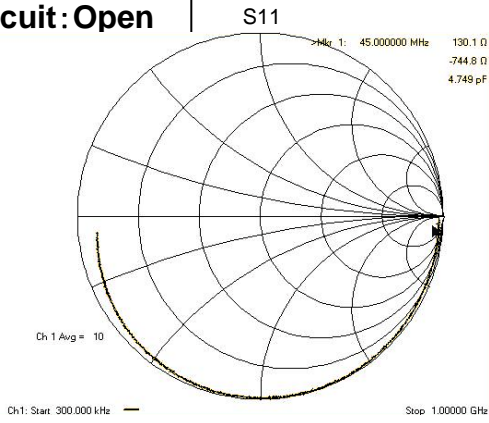 cuit:Open
S11
>Mkr 1: 45.000000 MHz 130.1 Ω
-744.8 Ω
4.749 pF
Ch 1 Avg = 10
Ch1: Start 300.000 kHz
Stop 1.00000 GHz